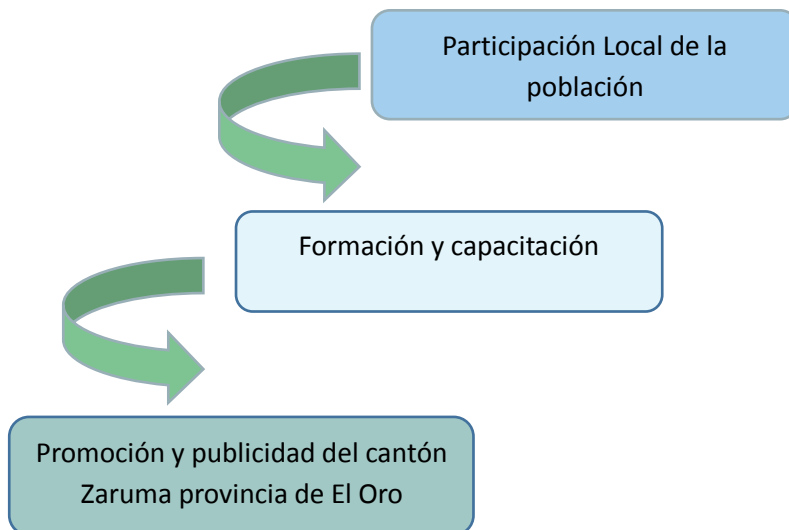 Participación Local de la
población
Formación y capacitación
Promoción y publicidad del cantón
Zaruma provincia de El Oro